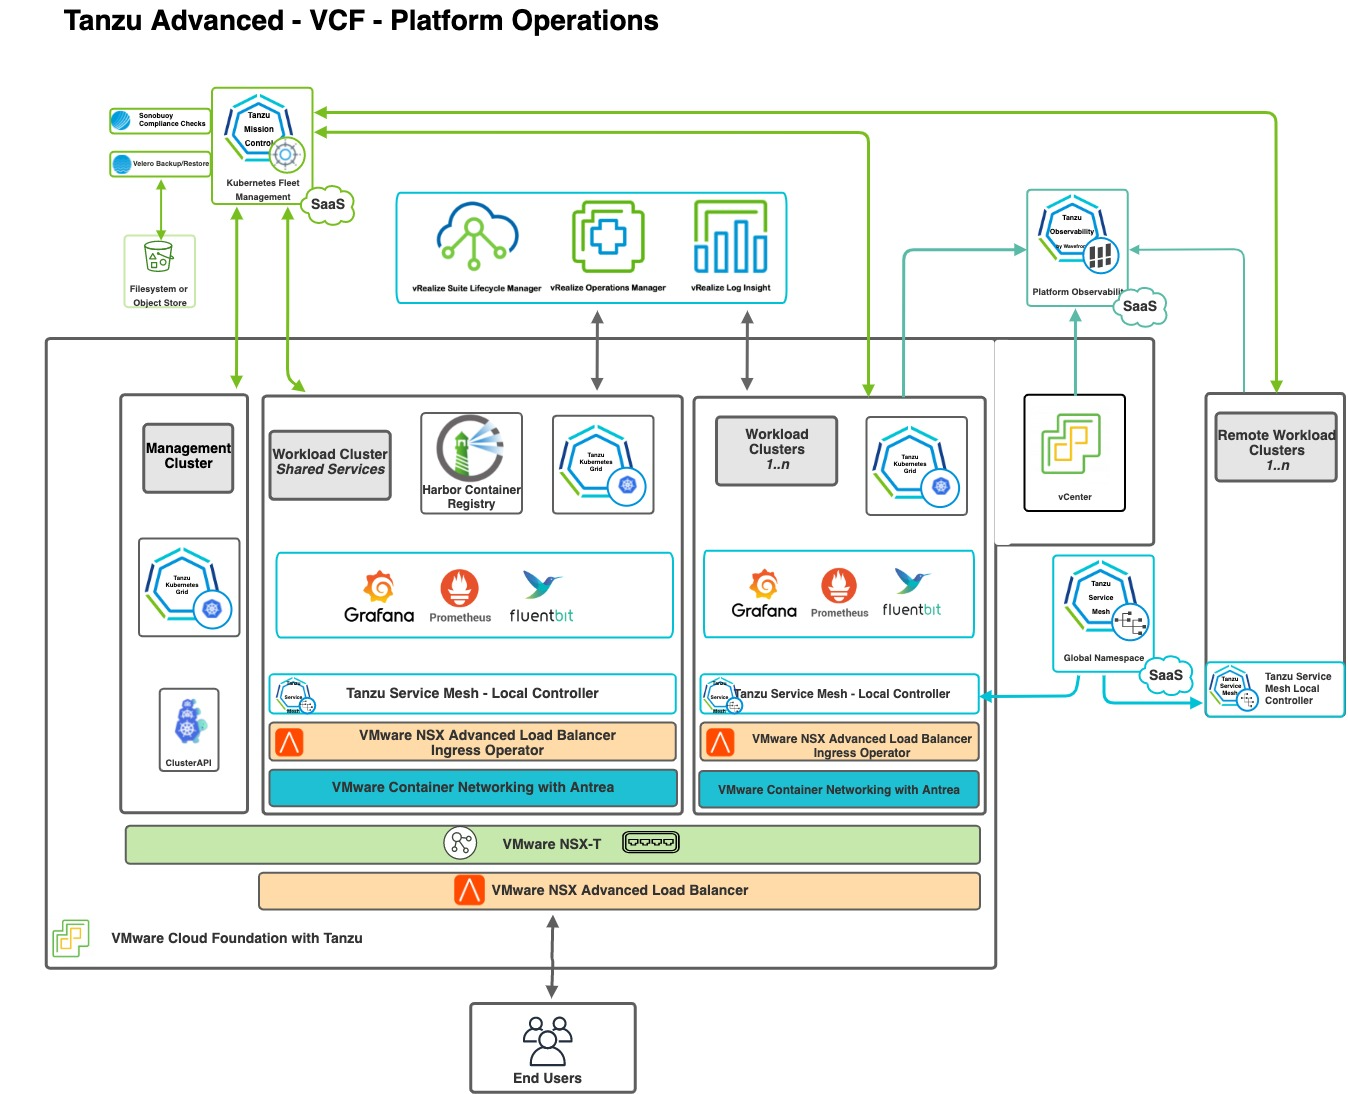 Tanzu Advanced - VCF - Platform Operations
Sonobuoy
Compliance Checks
Velero Backup/Restore
Tanzu
Mission
Control
Kubernetes Fleet
Management
SaaS
Filesystem or
Object Store
vRealize Suite Lifecycle Manager
vRealize Operations Manager
vRealize Log Insight
Tanzu
Observability
By Wavefront
Platform Observabili
SaaS
Management
Cluster
Tanzu
Kubernetes
Grid
ClusterAPI
Workload Cluster
Shared Services
Harbor Container
Registry
Tanzu
Kubernetes
Grid
Grafana
Prometheus
fluentbit
Tanzu
Service
Mesh
Tanzu Service Mesh - Local Controller
VMware NSX Advanced Load Balancer
Ingress Operator
VMware Container Networking with Antrea
Workload
Clusters
1..n
Tanzu
Kubernetes
Grid
Grafana
Prometheus
fluentbit
Tanzu
Service
Mesh
Tanzu Service Mesh - Local Controller
VMware NSX Advanced Load Balancer
Ingress Operator
VMware Container Networking with Antrea
vCenter
Tanzu
Service
Mesh
Global Namespace
SaaS
Remote Workload
Clusters
1..n
Tanzu
Service
Mesh
Tanzu Service
Mesh Local
Controller
VMware NSX-T
VMware NSX Advanced Load Balancer
VMware Cloud Foundation with Tanzu
End Users